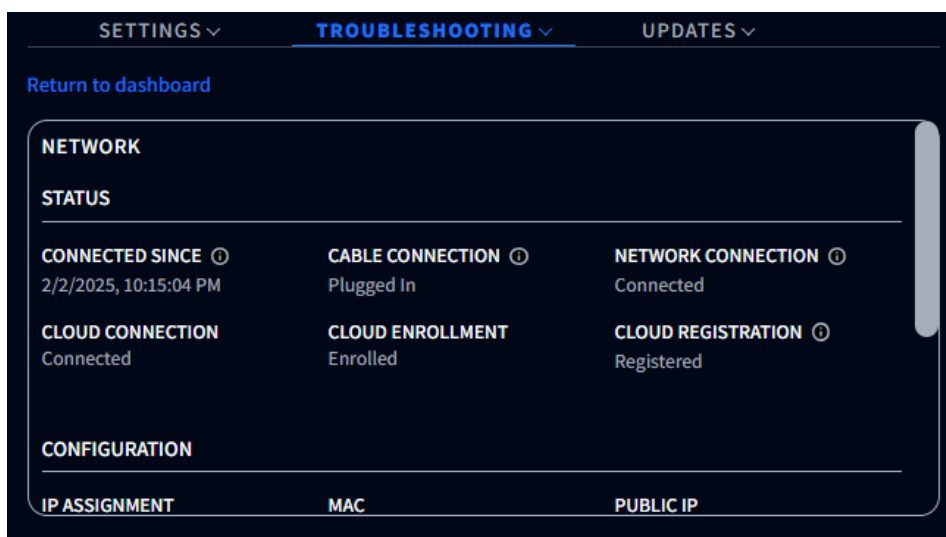 SETTINGS
TROUBLESHOOTING
UPDATES
Return to dashboard
NETWORK
STATUS
CONNECTED SINCE
2/2/2025, 10:15:04 PM
CABLE CONNECTION
Plugged In
NETWORK CONNECTION
Connected
CLOUD CONNECTION
Connected
CLOUD ENROLLMENT
Enrolled
CLOUD REGISTRATION
Registered
CONFIGURATION
IP ASSIGNMENT
MAC
PUBLIC IP